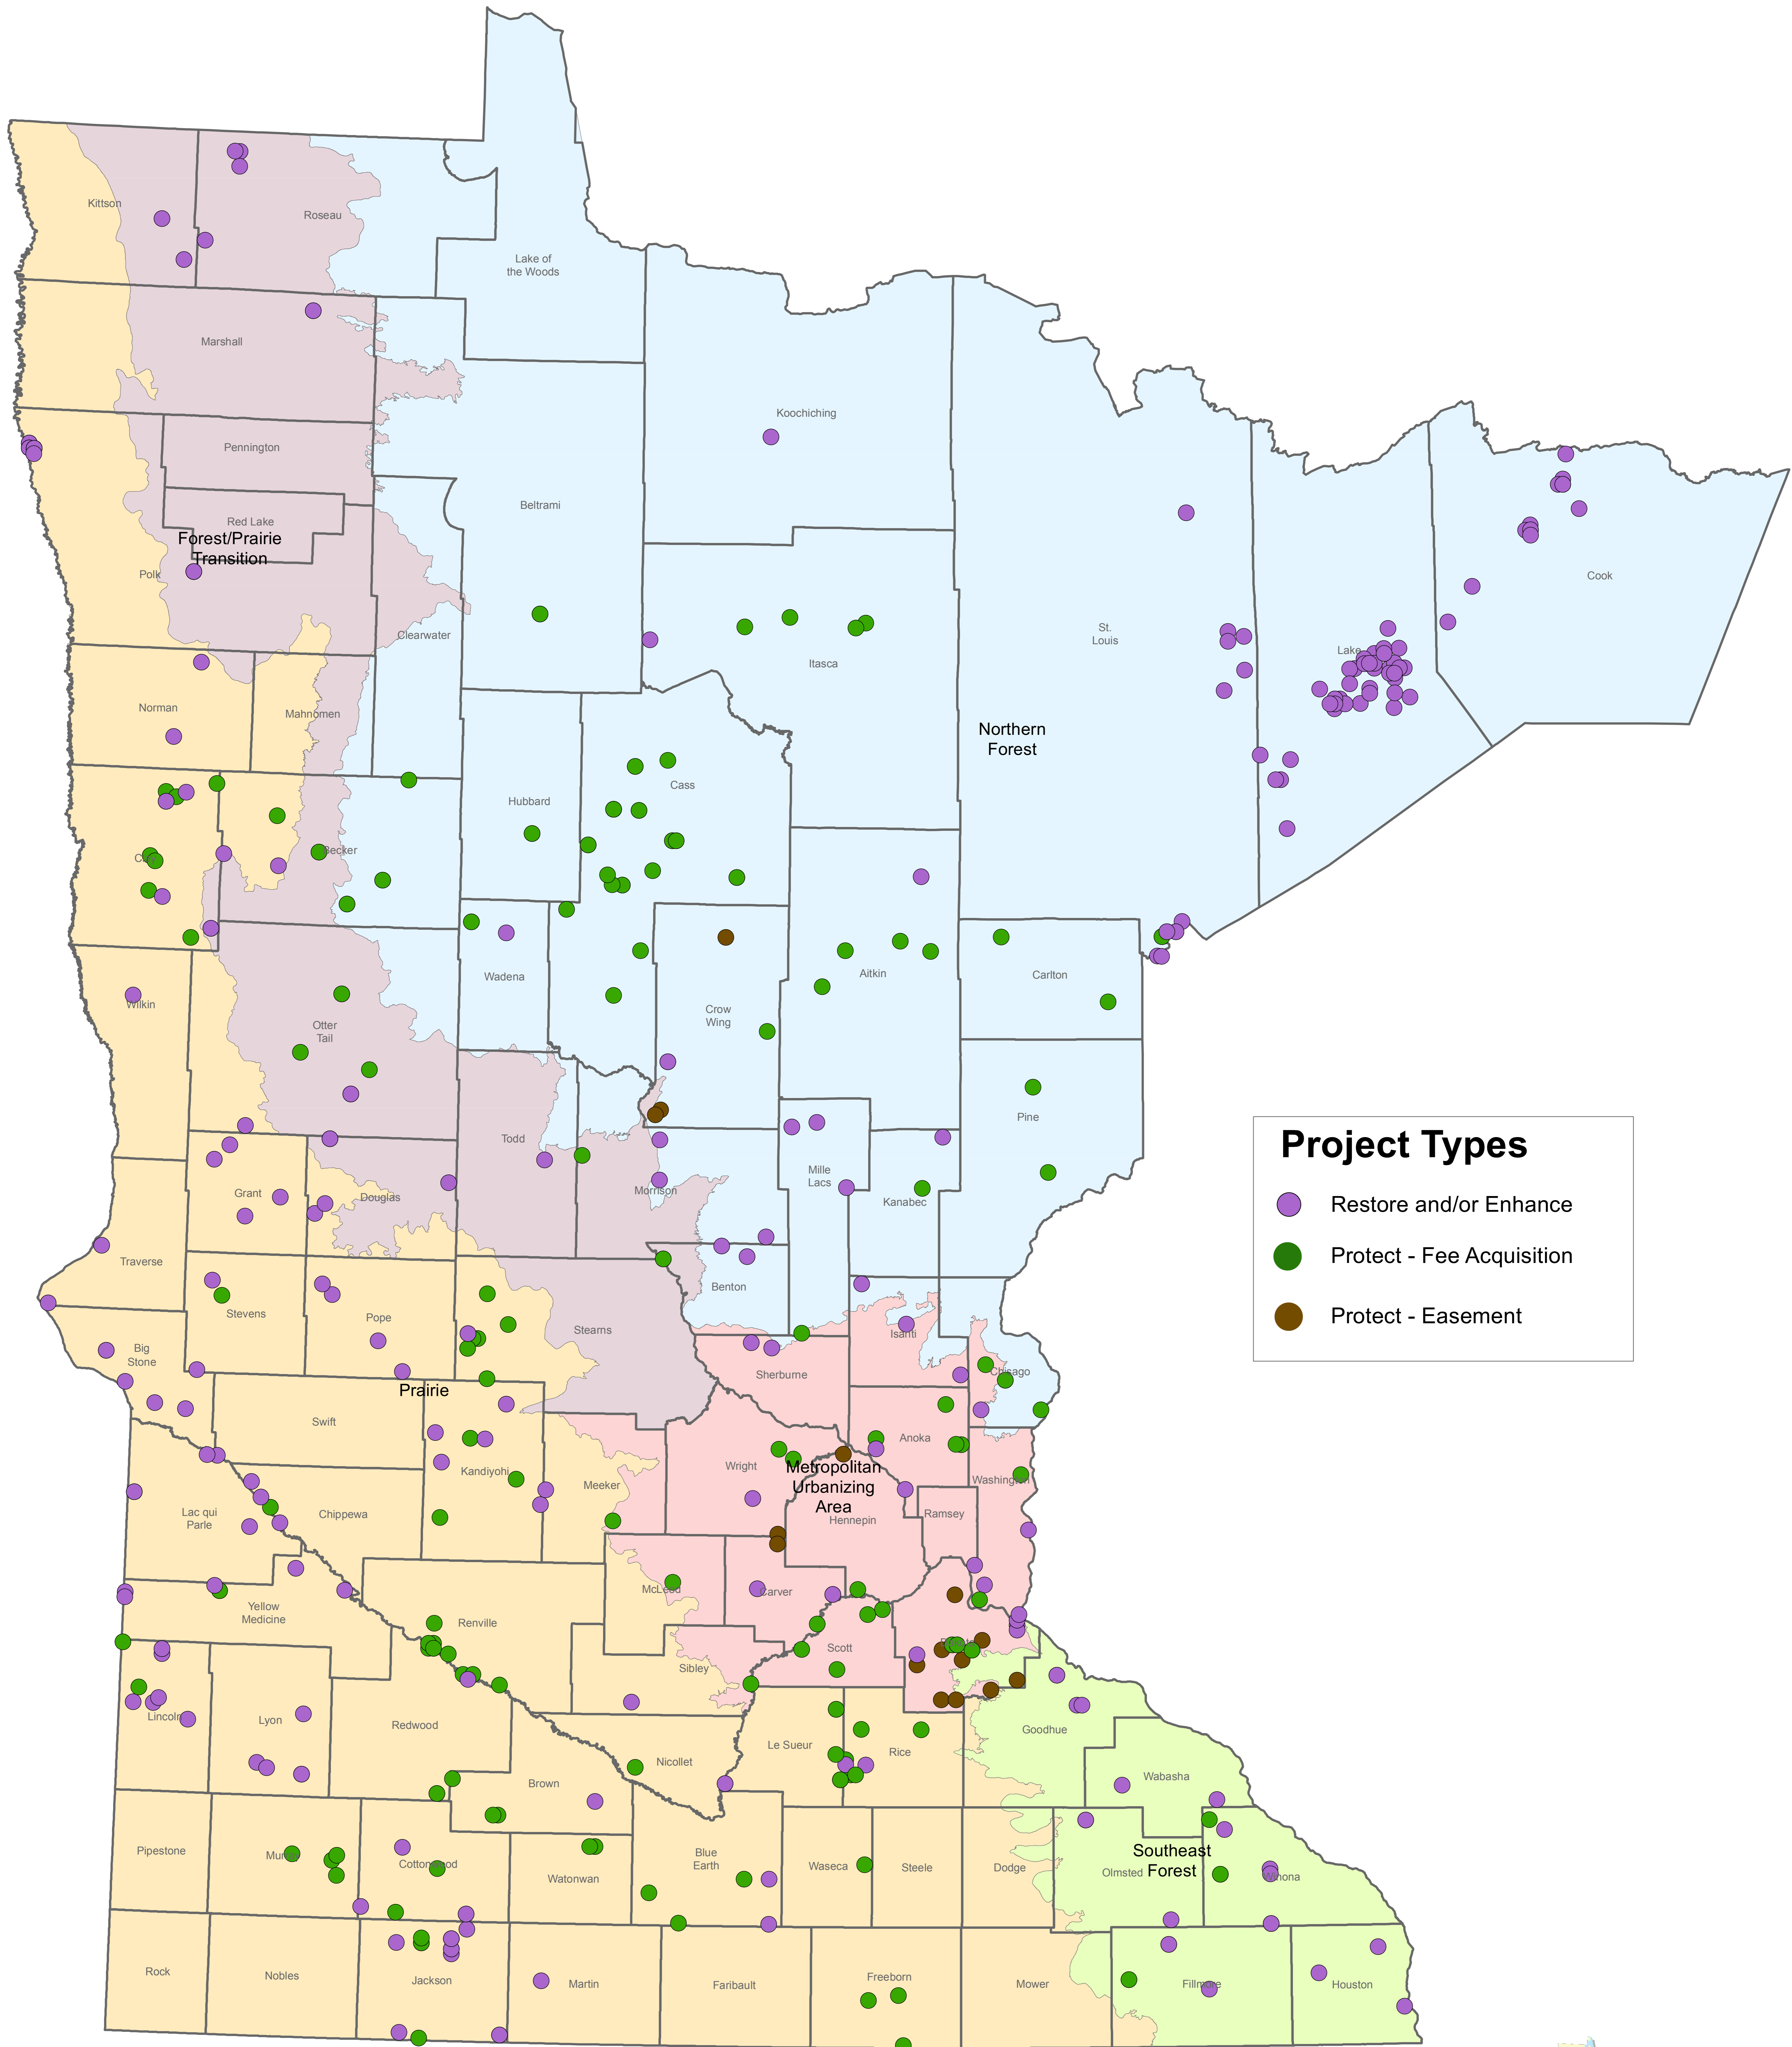 Kittson
Roseau
Lake of
the Woods
Marshall
Koochiching
Pennington
Beltrami
Red Lake
Forest/Prairie
Transition
Polk
Cook
Clearwater
St.
Louis
Lake
Itasca
Norman
Mahnomen
Northern
Forest
Cass
Hubbard
Becker
Aitkin
Carlton
Wadena
Wilkin
Crow
Wing
Otter
Tail
Pine
Project Types
Todd
Mille
Lacs
Morrison
Grant
Douglas
Kanabec
Restore and/or Enhance
Traverse
Protect - Fee Acquisition
Benton
Stevens
Pope
Protect - Easement
Stearns
Isanti
Big
Stone
Sherburne
Chisago
Prairie
Swift
Anoka
Wright
Metropolitan
Urbanizing
Area
Kandiyohi
Washington
Meeker
Lac qui
Parle
Chippewa
Hennepin
Ramsey
McLeod
Carver
Yellow
Medicine
Renville
Scott
Sibley
Lincoln
Lyon
Redwood
Goodhue
Le Sueur
Rice
Nicollet
Brown
Wabasha
Pipestone
Murray
Cottonwood
Watonwan
Blue
Earth
Waseca
Steele
Dodge
Southeast
Forest
Olmsted
Winona
Rock
Nobles
Jackson
Martin
Faribault
Freeborn
Mower
Fillmore
Houston